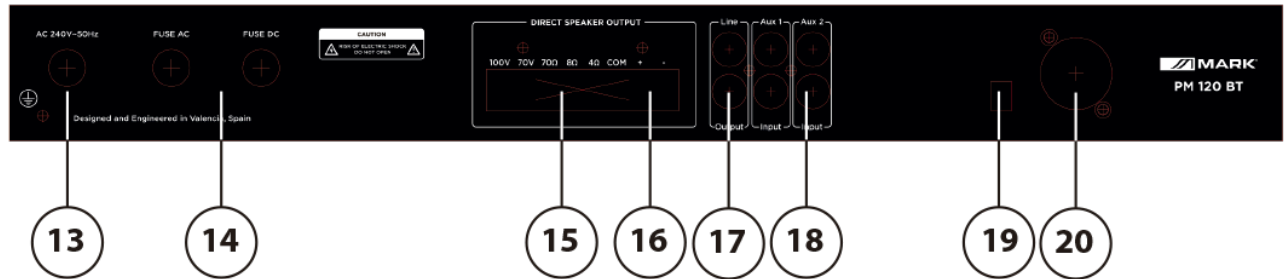 DIRECT SPEAKER OUTPUT
Line Aux 1 Aux 2
AC 240V~50Hz FUSE AC FUSE DC
CAUTION
RISK OF ELECTRIC SHOCK
DO NOT OPEN
100V 70V 70Ω 8Ω 4Ω COM + -
MARK
PM 120 BT
Designed and Engineered in Valencia, Spain
Output Input Input
13 14 15 16 17 18 19 20